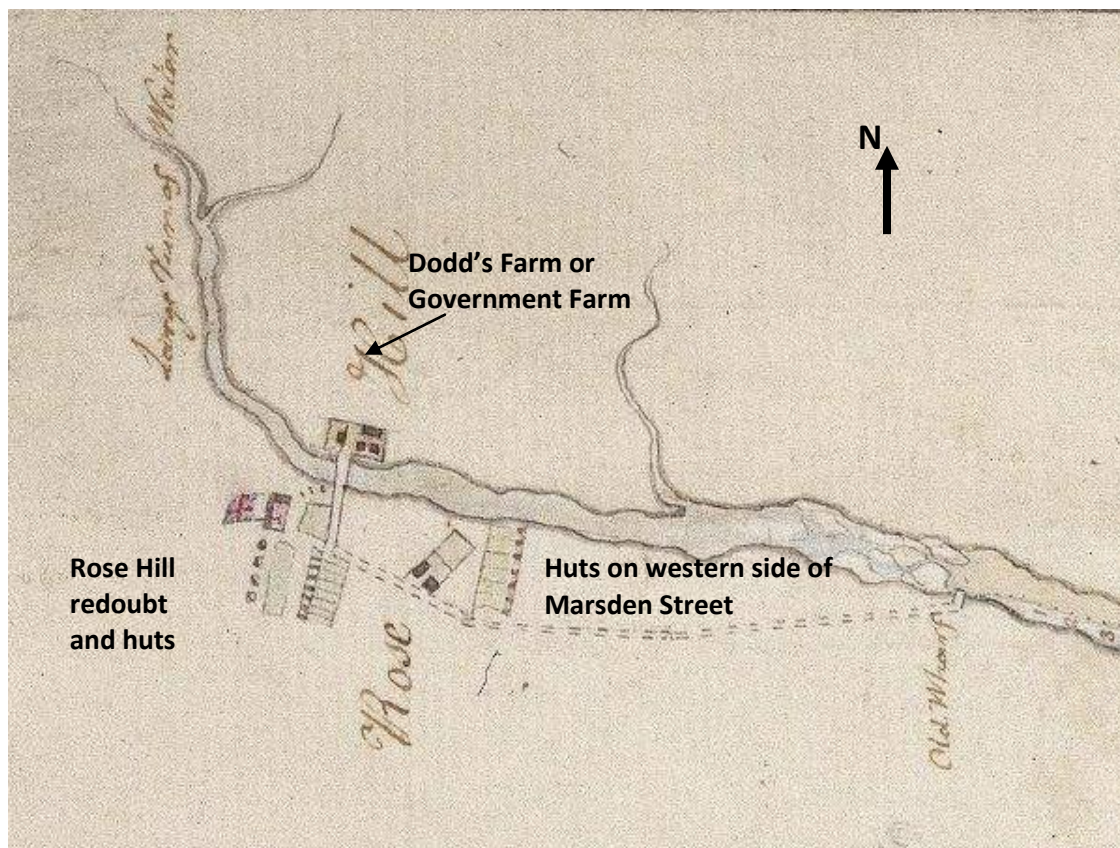 N
Dodd's Farm or
Government Farm
Hill
Rose Hill
redoubt
and huts
Huts on western side of
Marsden Street
Rose
Old Wharf